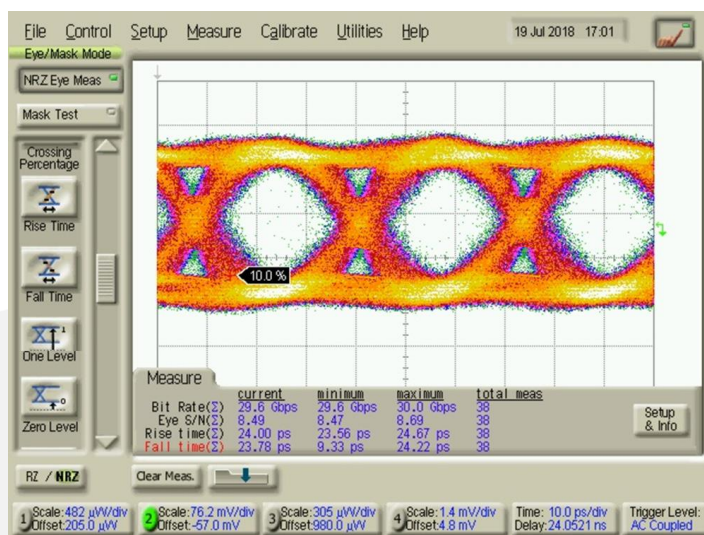 File Control Setup Measure Calibrate Utilities Help 19 Jul 2018 17:01
Eye/Mask Mode
NRZ Eye Meas
Mask Test
Crossing
Percentage
Rise Time
Fall Time
One Level
Zero Level
10.0 %
Measure
current minimum maximum total meas
Bit Rate(Σ) 29.6 Gbps 29.6 Gbps 30.0 Gbps 38
Eye S/N(Σ) 8.49 8.47 8.69 38
Rise time(Σ) 24.00 ps 23.56 ps 24.67 ps 38
Fall time(Σ) 23.78 ps 9.33 ps 24.22 ps 38
Setup
& Info
RZ / NRZ
Clear Meas.
1 Scale:482 µW/div
Offset:205.0 µW
2 Scale:76.2 mV/div
Offset:-57.0 mV
3 Scale:305 µW/div
Offset:980.0 µW
4 Scale:1.4 mV/div
Offset:4.8 mV
Time: 10.0 ps/div
Delay:24.0521 ns
Trigger Level:
AC Coupled